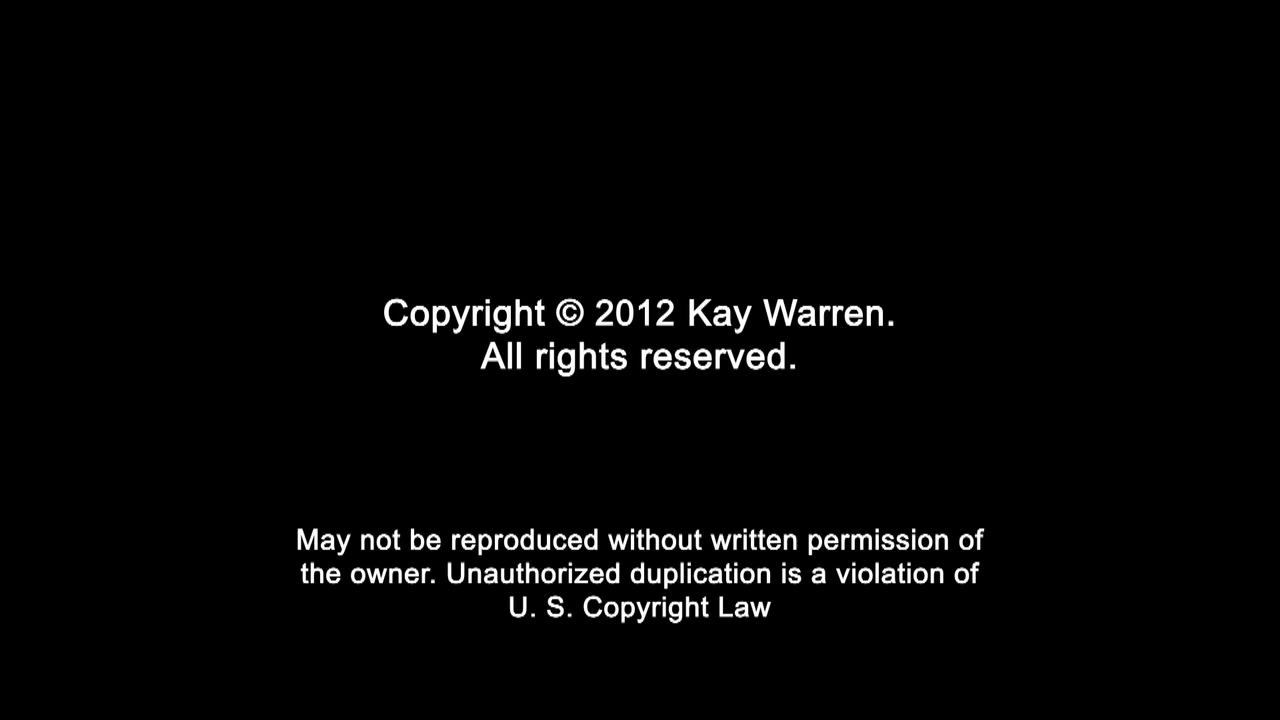 Copyright © 2012 Kay Warren.
All rights reserved.
May not be reproduced without written permission of
the owner. Unauthorized duplication is a violation of
U. S. Copyright Law